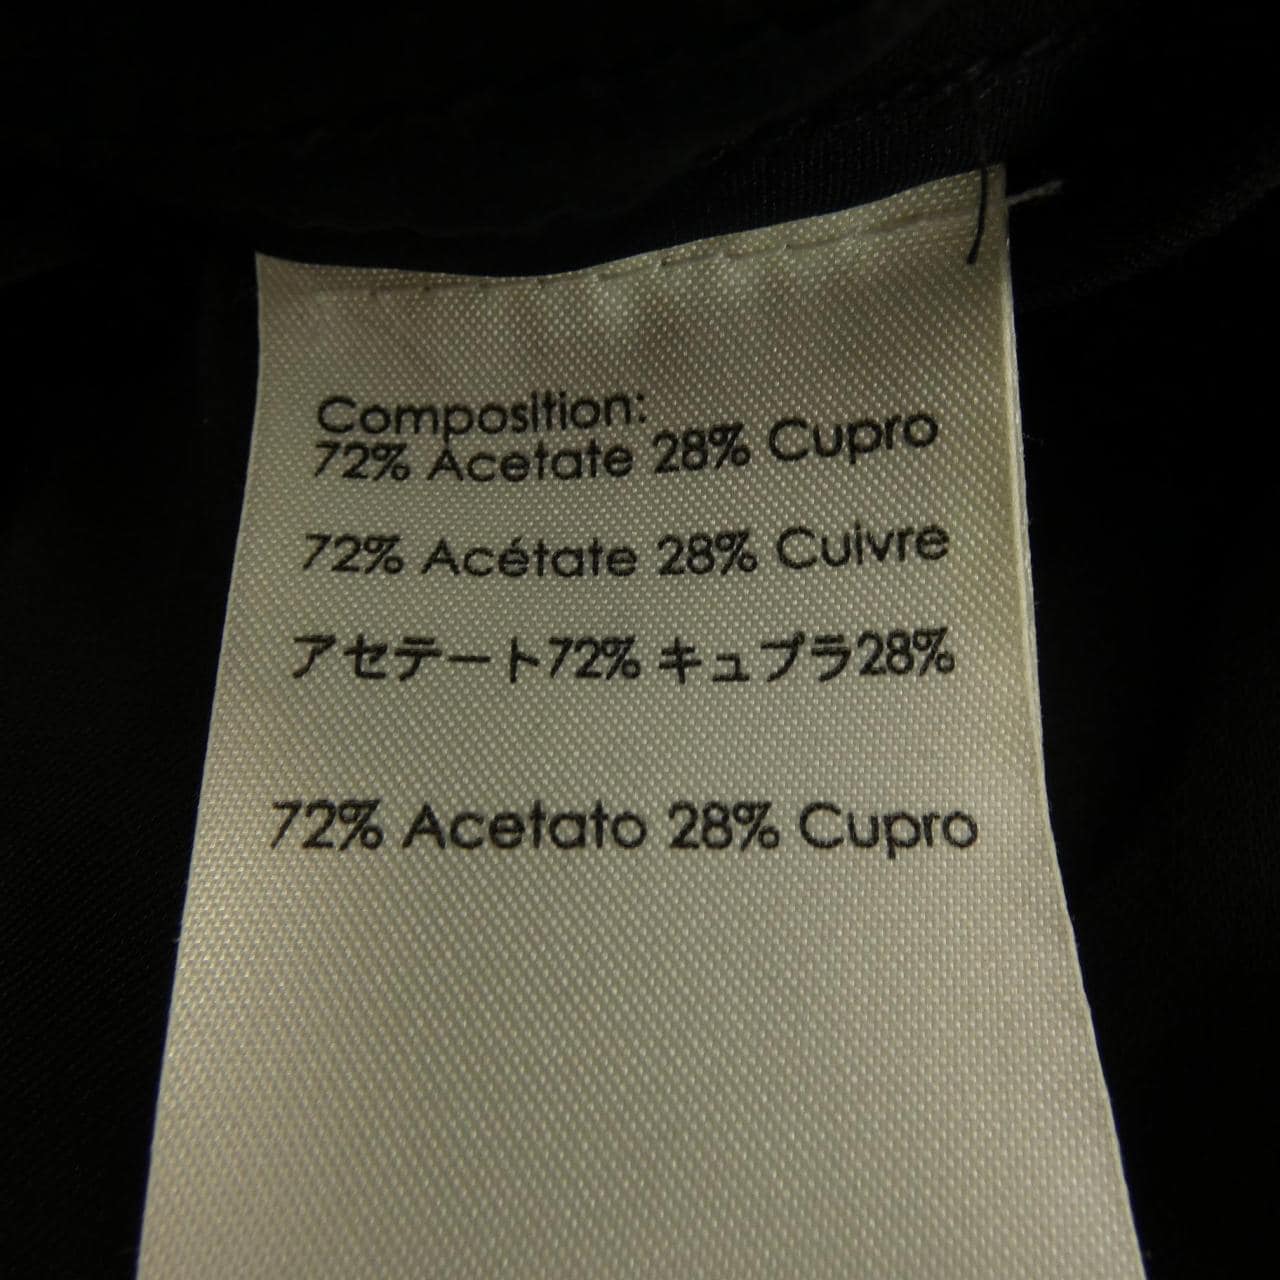 Composition:
72% Acetate 28% Cupro
72% Acétate 28% Cuivre
アセテート72% キュプラ28%
72% Acetato 28% Cupro